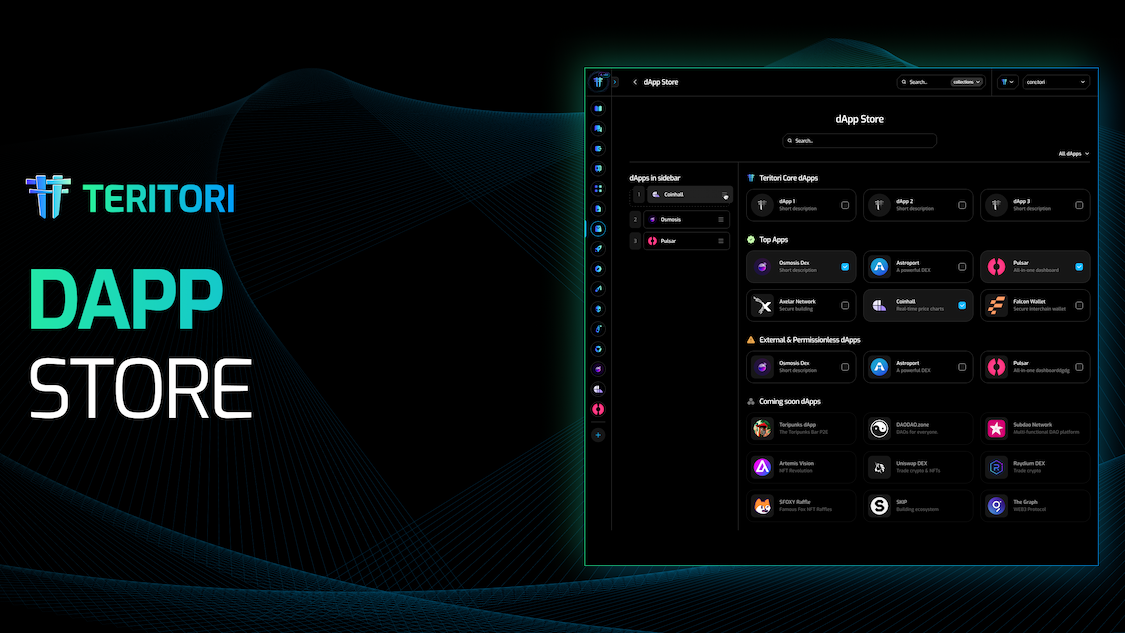 TERITORI
DAPP
STORE
dApp Store
Search..
collections
conctori
dApp Store
Search..
All dApps
dApps in sidebar
1
Coinhall
2
Osmosis
3
Pulsar
Teritori Core dApps
dApp 1
Short description
dApp 2
Short description
dApp 3
Short description
Top Apps
Osmosis Dex
Short description
Astroport
A powerful DEX
Pulsar
All-in-one dashboard
Axelar Network
Secure building
Coinhall
Real-time price charts
Falcon Wallet
Secure Interchain wallet
External & Permissionless dApps
Osmosis Dex
Short description
Astroport
A powerful DEX
Pulsar
Coming soon dApps
Toripunks dApp
The Toripunks Bar P2E
DAODAO.zone
DAOs for everyone
Subdao Network
Multi-functional DAO platform
Artemis Vision
NFT Revolution
Uniswap DEX
Trade crypto & NFTs
Raydium DEX
Trade crypto
SFOXY Raffle
Famous Fox NFT Raffles
SKIP
Building ecosystem
The Graph
WEB3 Protocol